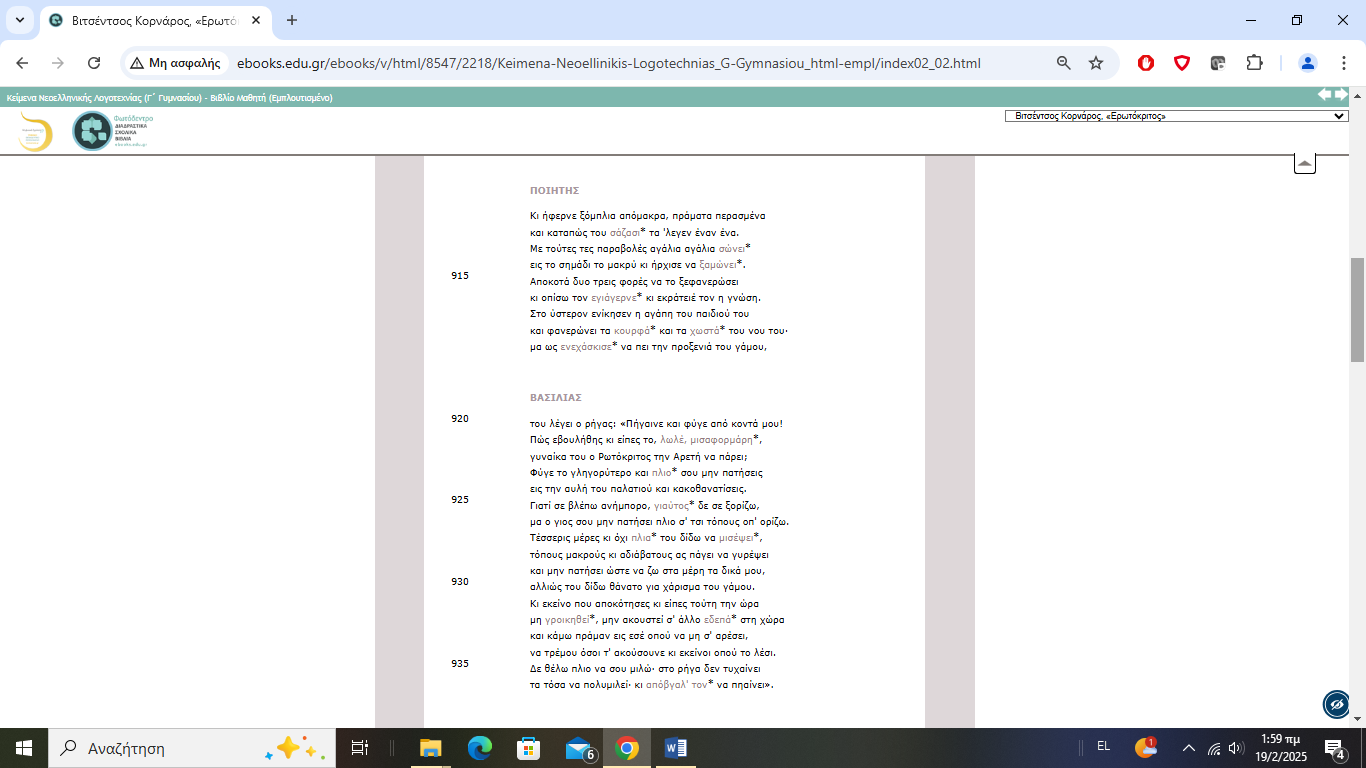 Βιτσέντσος Κορνάρος, «Ερωτό
Μη ασφαλής
ebooks.edu.gr/ebooks/v/html/8547/2218/Keimena-Neoellinikis-Logotechnias_G-Gymnasiou_html-empl/index02_02.html
Κείμενα Νεοελληνικής Λογοτεχνίας (Γ΄ Γυμνασίου) - Βιβλίο Μαθητή (Εμπλουτισμένο)
Φωτόδεντρο
ΔΙΑΔΡΑΣΤΙΚΑ
ΣΧΟΛΙΚΑ
ΒΙΒΛΙΑ
ebooks.edu.gr
Βιτσέντσος Κορνάρος, «Ερωτόκριτος»
ΠΟΙΗΤΗΣ
Κι ήφερνε ξόμπλια απόμακρα, πράματα περασμένα
και καταπώς του σάζασι* τα 'λεγεν έναν ένα.
Με τούτες τες παραβολές αγάλια αγάλια σώνει*
εις το σημάδι το μακρύ κι ήρχισε να ξαμώνει*.
915 Αποκοτά δυο τρεις φορές να το ξεφανερώσει
κι οπίσω τον εγιάγερνε* κι εκράτειέ τον η γνώση.
Στο ύστερον ενίκησεν η αγάπη του παιδιού του
και φανερώνει τα κουρφά* και τα χωστά* του νου του·
μα ως ενεχάσκισε* να πει την προξενιά του γάμου,
ΒΑΣΙΛΙΑΣ
920 του λέγει ο ρήγας: «Πήγαινε και φύγε από κοντά μου!
Πώς εβουλήθης κι είπες το, λωλέ, μισαφορμάρη*,
γυναίκα του ο Ρωτόκριτος την Αρετή να πάρει;
Φύγε το γληγορύτερο και πλιο* σου μην πατήσεις
εις την αυλή του παλατιού και κακοθανατίσεις.
925 Γιατί σε βλέπω ανήμπορο, γιαύτος* δε σε ξορίζω,
μα ο γιος σου μην πατήσει πλιο σ' τσι τόπους οπ' ορίζω.
Τέσσερις μέρες κι όχι πλια* του δίδω να μισέψει*,
τόπους μακρούς κι αδιάβατους ας πάγει να γυρέψει
και μην πατήσει ώστε να ζω στα μέρη τα δικά μου,
930 αλλιώς του δίδω θάνατο για χάρισμα του γάμου.
Κι εκείνο που αποκότησες κι είπες τούτη την ώρα
μη γροικηθεί*, μην ακουστεί σ' άλλο εδεπά* στη χώρα
και κάμω πράμαν εις εσέ οπού να μη σ' αρέσει,
να τρέμου όσοι τ' ακούσουνε κι εκείνοι οπού το λέσι.
935 Δε θέλω πλιο να σου μιλώ· στο ρήγα δεν τυχαίνει
τα τόσα να πολυμιλεί· κι απόβγαλ' τον* να πηαίνει».
Αναζήτηση
6
EL
1
1:59 πμ
19/2/2025
4